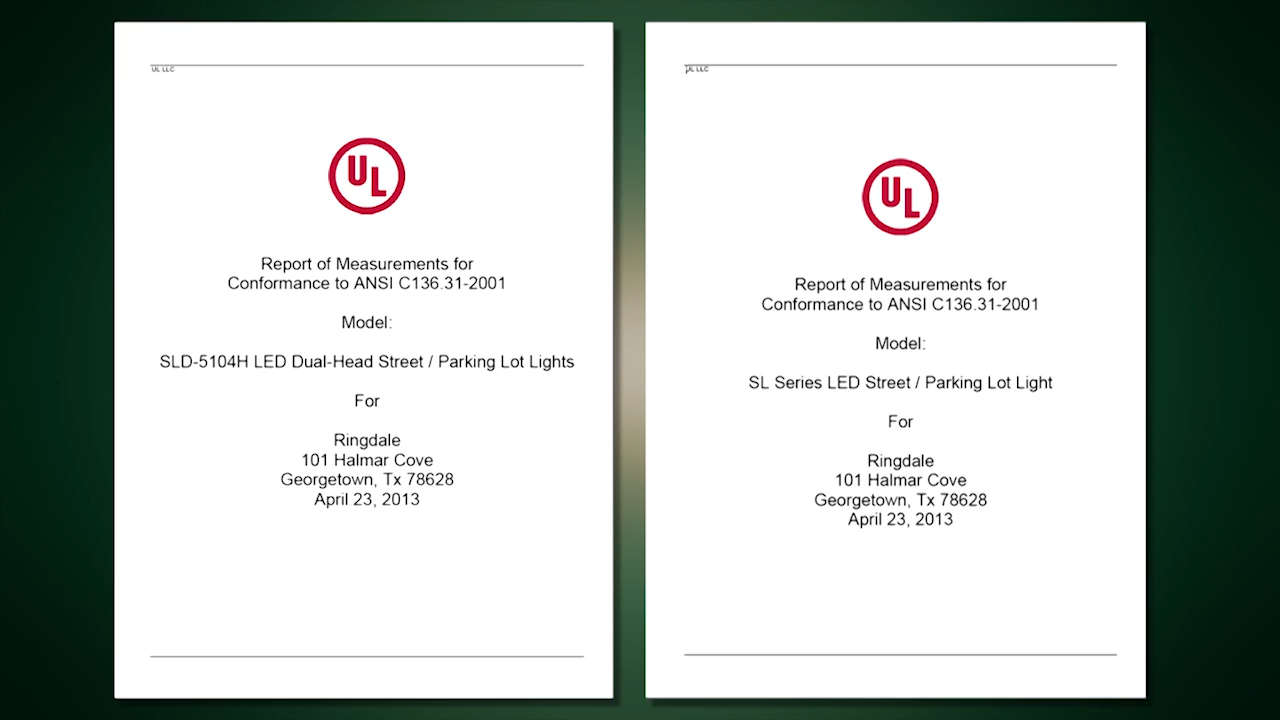 UL LLC
UL
Report of Measurements for
Conformance to ANSI C136.31-2001
Model:
SLD-5104H LED Dual-Head Street / Parking Lot Lights
For
Ringdale
101 Halmar Cove
Georgetown, Tx 78628
April 23, 2013
UL LLC
UL
Report of Measurements for
Conformance to ANSI C136.31-2001
Model:
SL Series LED Street / Parking Lot Light
For
Ringdale
101 Halmar Cove
Georgetown, Tx 78628
April 23, 2013